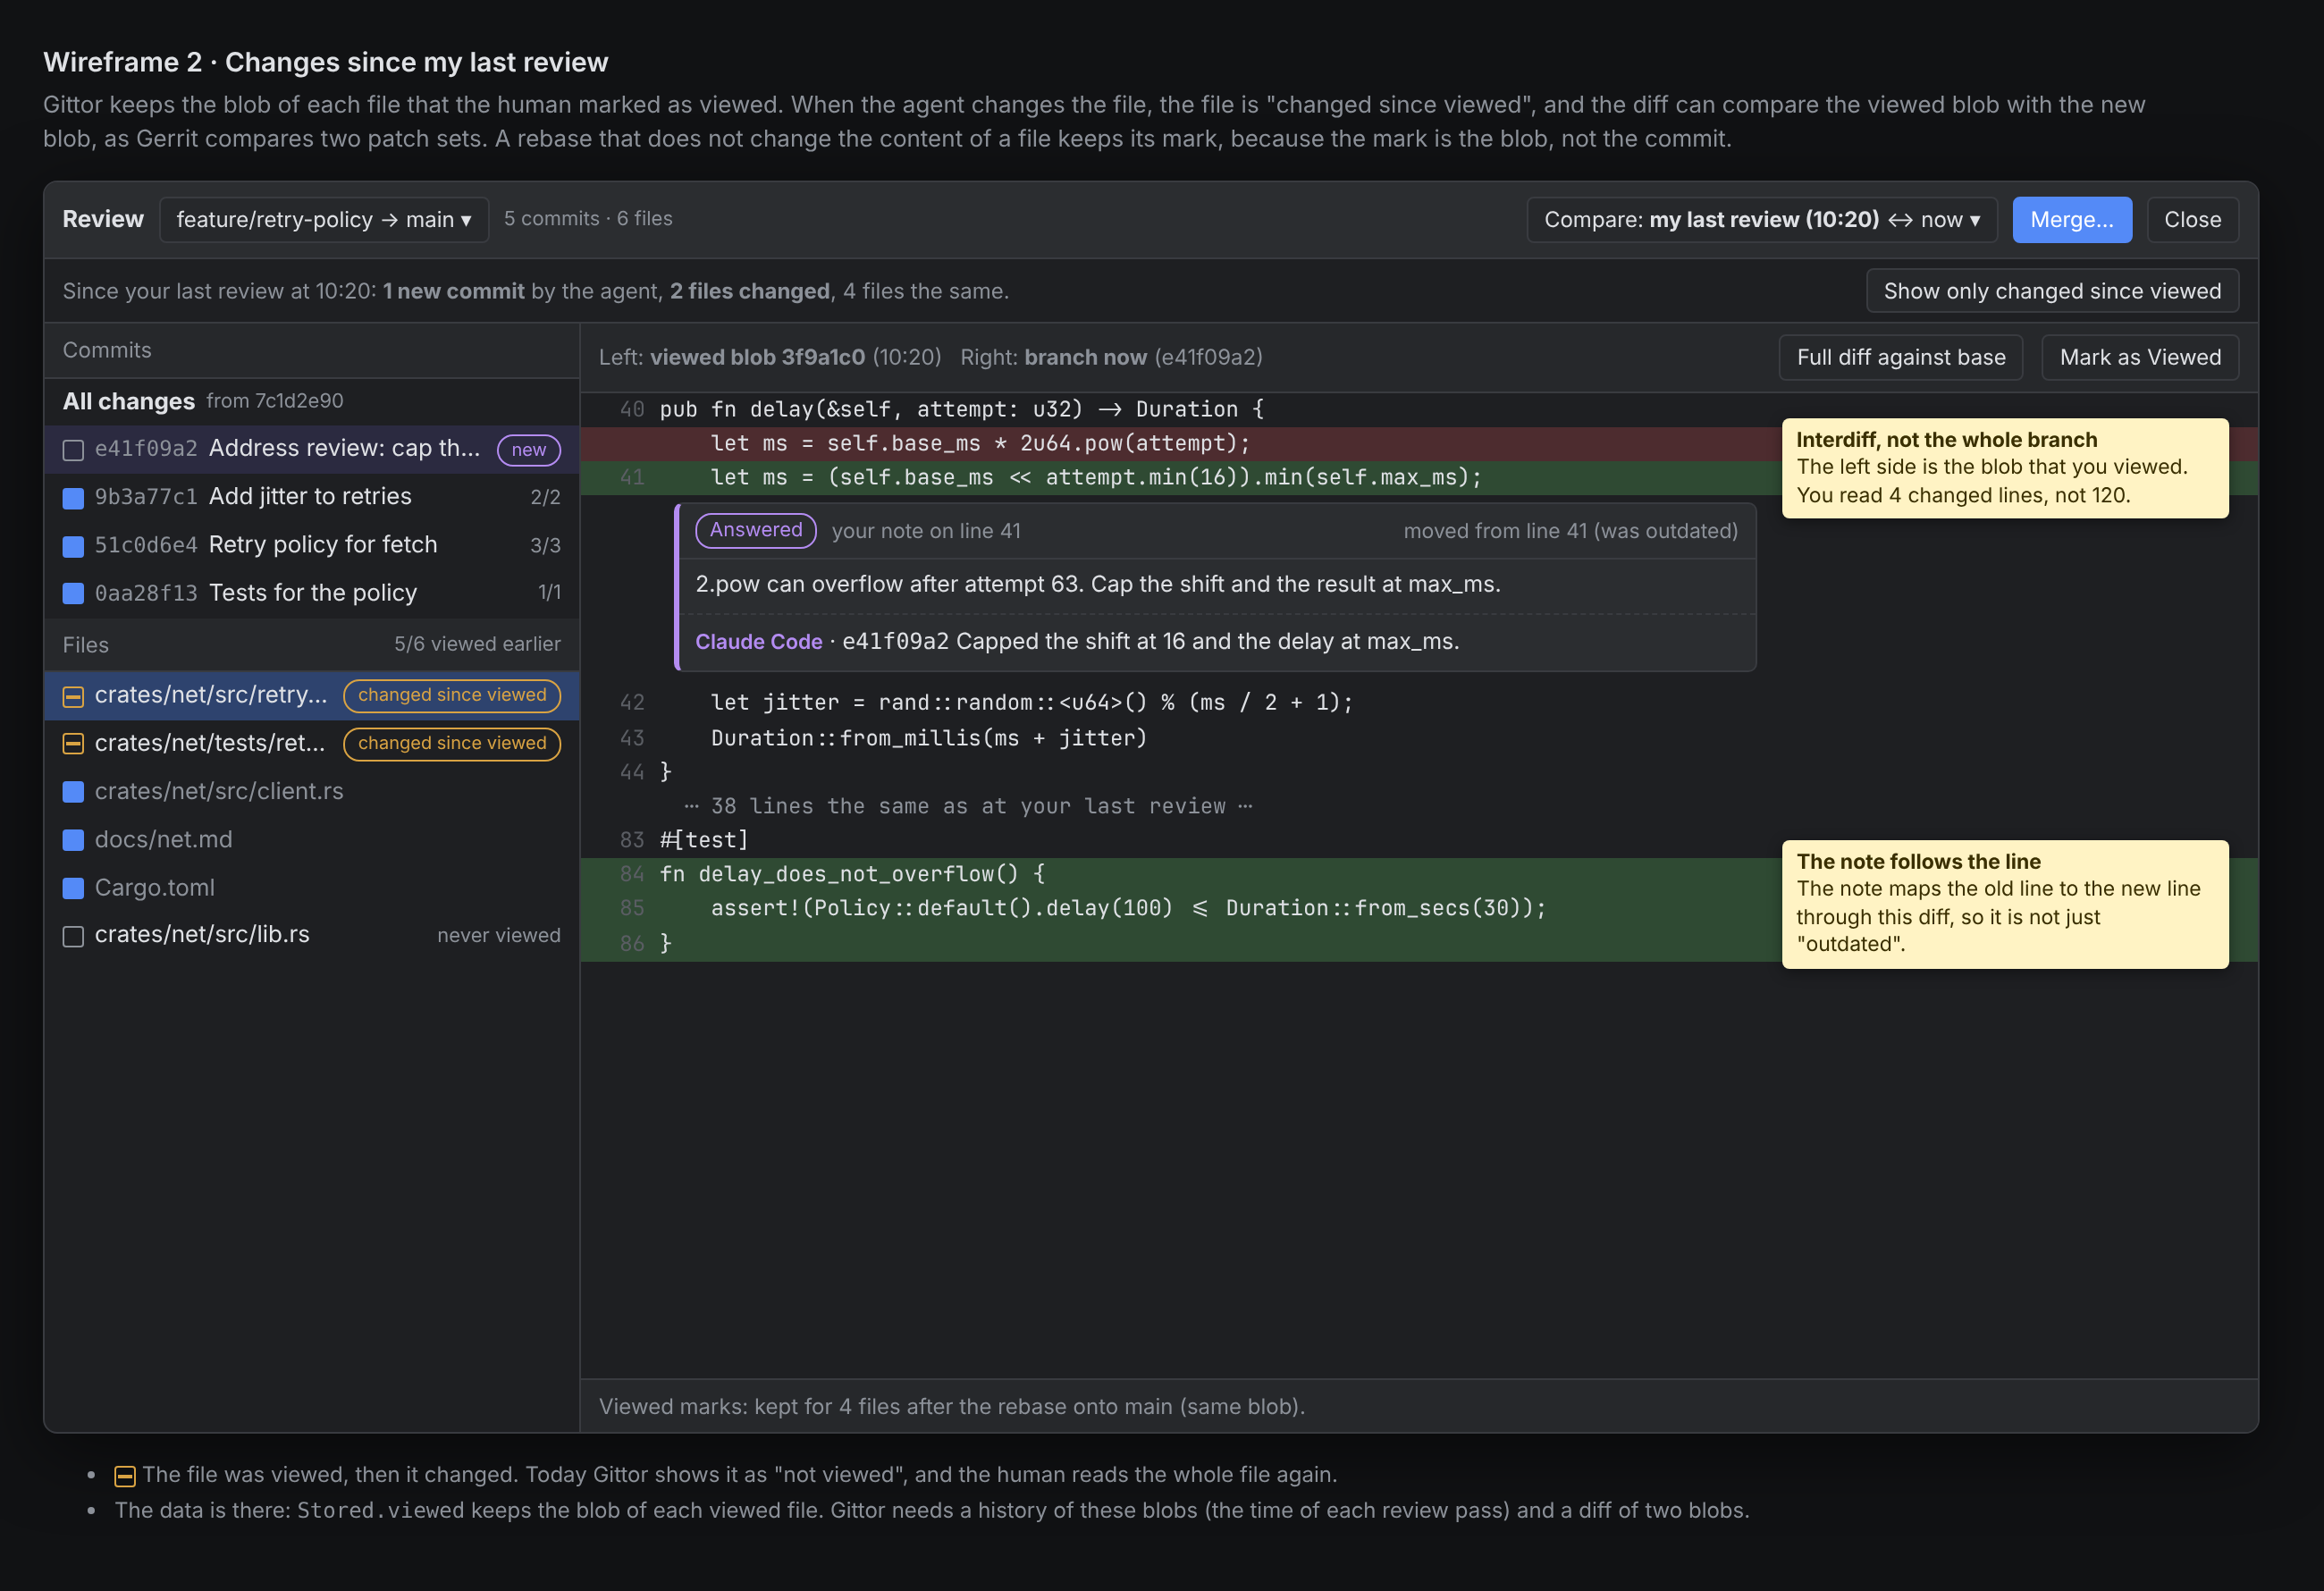 Wireframe 2 · Changes since my last review
Gittor keeps the blob of each file that the human marked as viewed. When the agent changes the file, the file is "changed since viewed", and the diff can compare the viewed blob with the new
blob, as Gerrit compares two patch sets. A rebase that does not change the content of a file keeps its mark, because the mark is the blob, not the commit.
Review feature/retry-policy → main ▾ 5 commits · 6 files Compare: my last review (10:20) ↔ now ▾ Merge... Close
Since your last review at 10:20: 1 new commit by the agent, 2 files changed, 4 files the same. Show only changed since viewed
Commits
All changes from 7c1d2e90
e41f09a2 Address review: cap th... new
9b3a77c1 Add jitter to retries 2/2
51c0d6e4 Retry policy for fetch 3/3
0aa28f13 Tests for the policy 1/1
Files 5/6 viewed earlier
crates/net/src/retry... changed since viewed
crates/net/tests/ret... changed since viewed
crates/net/src/client.rs
docs/net.md
Cargo.toml
crates/net/src/lib.rs never viewed
Left: viewed blob 3f9a1c0 (10:20) Right: branch now (e41f09a2) Full diff against base Mark as Viewed
40 pub fn delay(&self, attempt: u32) -> Duration {
let ms = self.base_ms * 2u64.pow(attempt);
41 let ms = (self.base_ms << attempt.min(16)).min(self.max_ms);
Interdiff, not the whole branch
The left side is the blob that you viewed.
You read 4 changed lines, not 120.
Answered your note on line 41 moved from line 41 (was outdated)
2.pow can overflow after attempt 63. Cap the shift and the result at max_ms.
Claude Code · e41f09a2 Capped the shift at 16 and the delay at max_ms.
42 let jitter = rand::random::<u64>() % (ms / 2 + 1);
43 Duration::from_millis(ms + jitter)
44 }
⋯ 38 lines the same as at your last review ⋯
83 #[test]
84 fn delay_does_not_overflow() {
85 assert!(Policy::default().delay(100) <= Duration::from_secs(30));
86 }
The note follows the line
The note maps the old line to the new line
through this diff, so it is not just
"outdated".
Viewed marks: kept for 4 files after the rebase onto main (same blob).
• The file was viewed, then it changed. Today Gittor shows it as "not viewed", and the human reads the whole file again.
• The data is there: Stored.viewed keeps the blob of each viewed file. Gittor needs a history of these blobs (the time of each review pass) and a diff of two blobs.